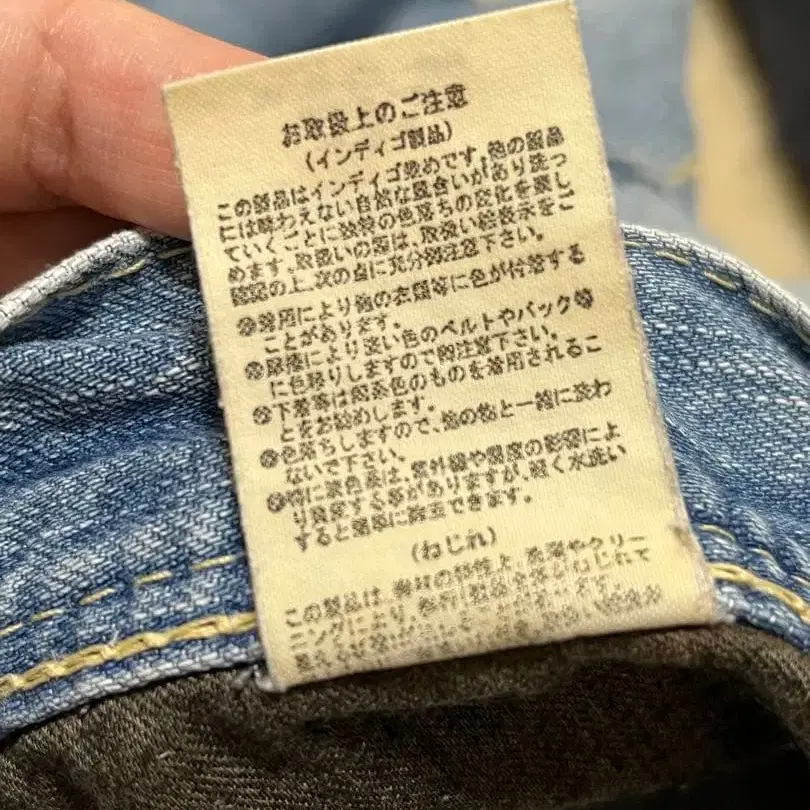 お取扱上のご注意
(インディゴ製品)
この製品はインディゴ染めです。他の製品
には味わえない自然な風合いがあり洗っ
ていくごとに独特の色落ちの変化を楽し
めます。取扱いの際は、取扱い絵表示をご
確認の上、次の点に充分御注意下さい。
着用により他の衣類等に色が付着する
ことがあります。
摩擦により淡い色のベルトやバック等
に色移りしますので御注意下さい。
下着等は同系色のものを着用されるこ
とをお勧めします。
色落ちしますので、他の物と一緒に洗わ
ないで下さい。
特に淡色系は、紫外線や湿度の影響によ
り黄変する事がありますが、軽く水洗い
すると簡単に除去できます。
(ねじれ)
この製品は、素材の特性上、洗濯やクリー
ニングにより、